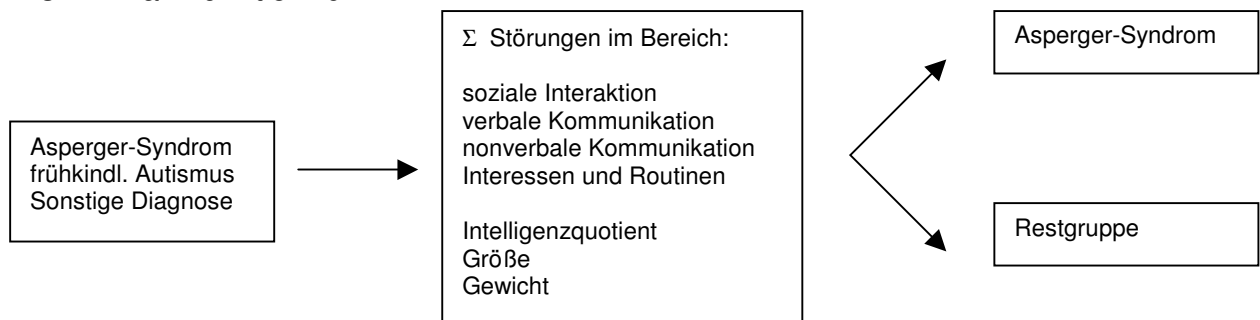 Asperger-Syndrom
frühkindl. Autismus
Sonstige Diagnose
Σ Störungen im Bereich:
soziale Interaktion
verbale Kommunikation
nonverbale Kommunikation
Interessen und Routinen
Intelligenzquotient
Größe
Gewicht
Asperger-Syndrom
Restgruppe